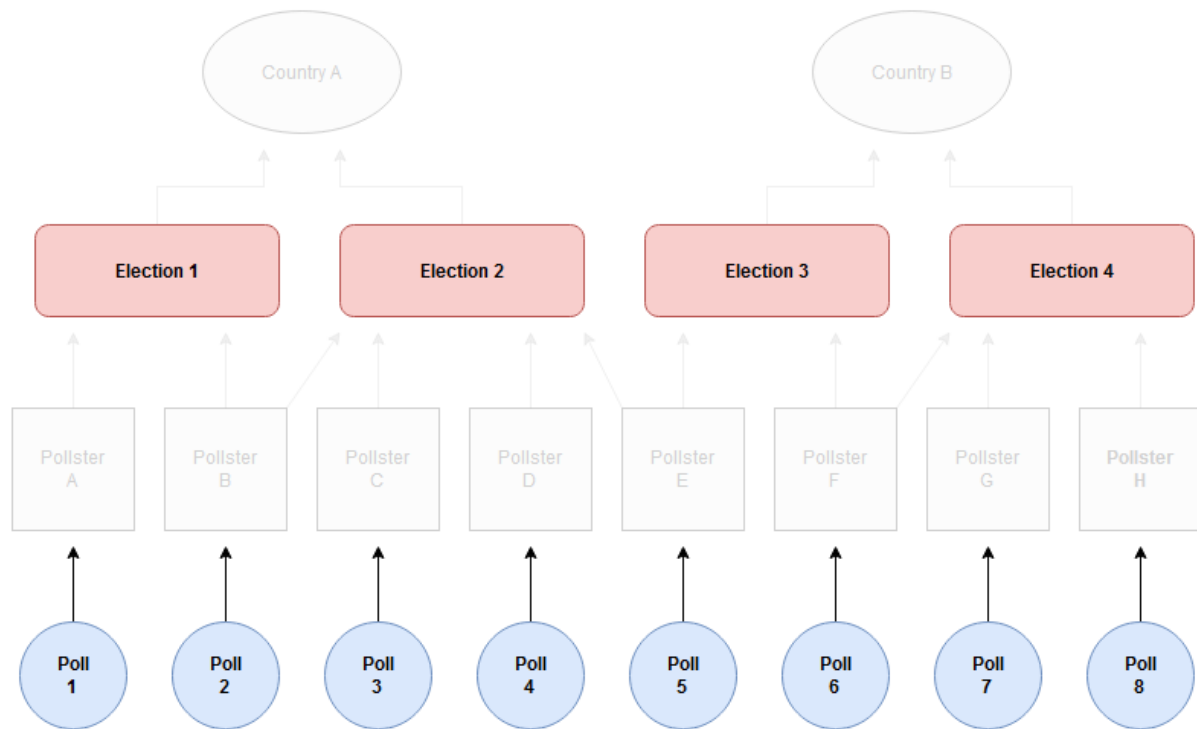 Country A
Country B
Election 1
Election 2
Election 3
Election 4
Pollster
A
Pollster
B
Pollster
C
Pollster
D
Pollster
E
Pollster
F
Pollster
G
Pollster
H
Poll
1
Poll
2
Poll
3
Poll
4
Poll
5
Poll
6
Poll
7
Poll
8